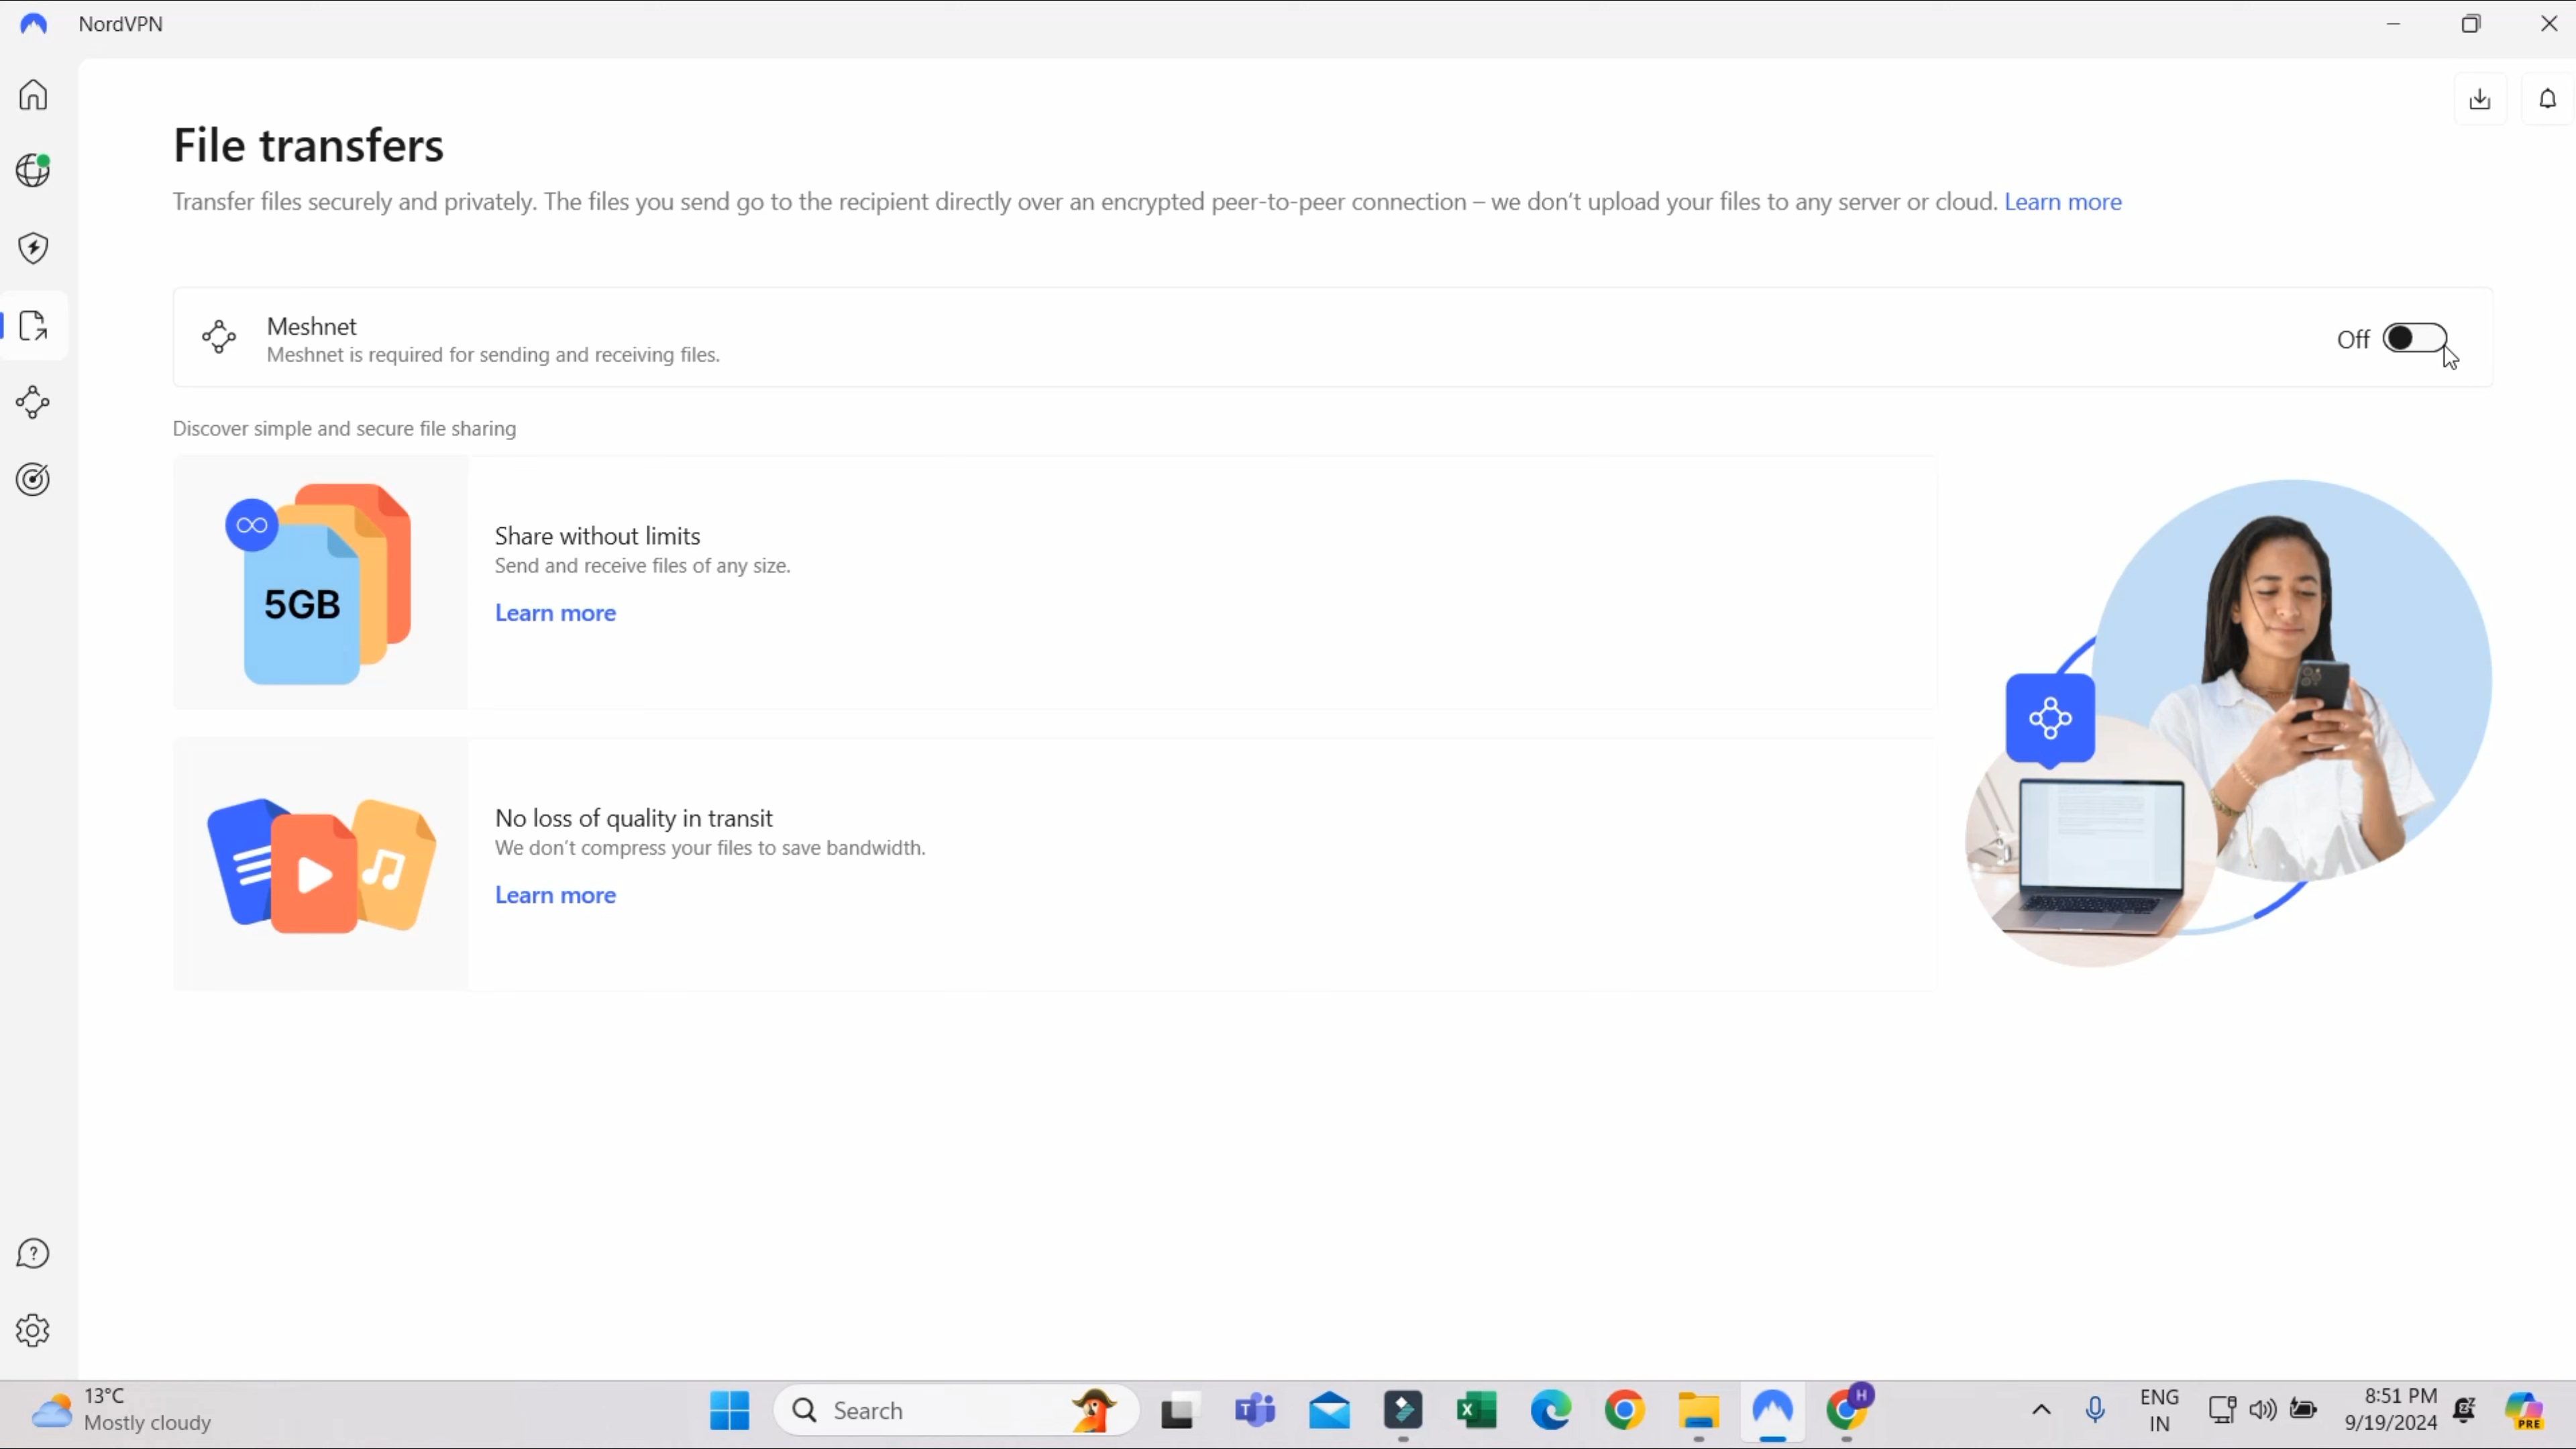 NordVPN
File transfers
Transfer files securely and privately. The files you send go to the recipient directly over an encrypted peer-to-peer connection – we don’t upload your files to any server or cloud. Learn more
Meshnet
Meshnet is required for sending and receiving files.
Off
Discover simple and secure file sharing
5GB
Share without limits
Send and receive files of any size.
Learn more
No loss of quality in transit
We don’t compress your files to save bandwidth.
Learn more
13°C
Mostly cloudy
Search
H
ENG
IN
8:51 PM
9/19/2024
PRE